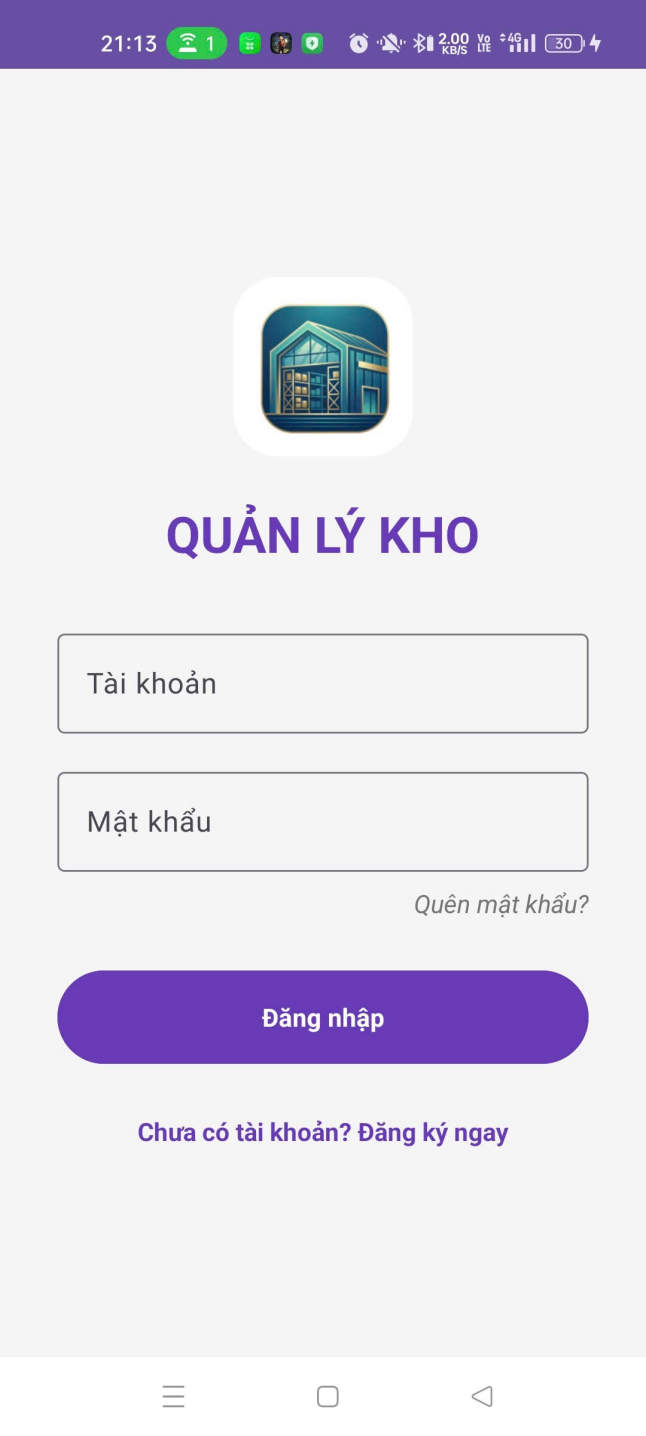 21:13 1 2.00 KB/S Vo LTE 4G 30
QUẢN LÝ KHO
Tài khoản
Mật khẩu
Quên mật khẩu?
Đăng nhập
Chưa có tài khoản? Đăng ký ngay